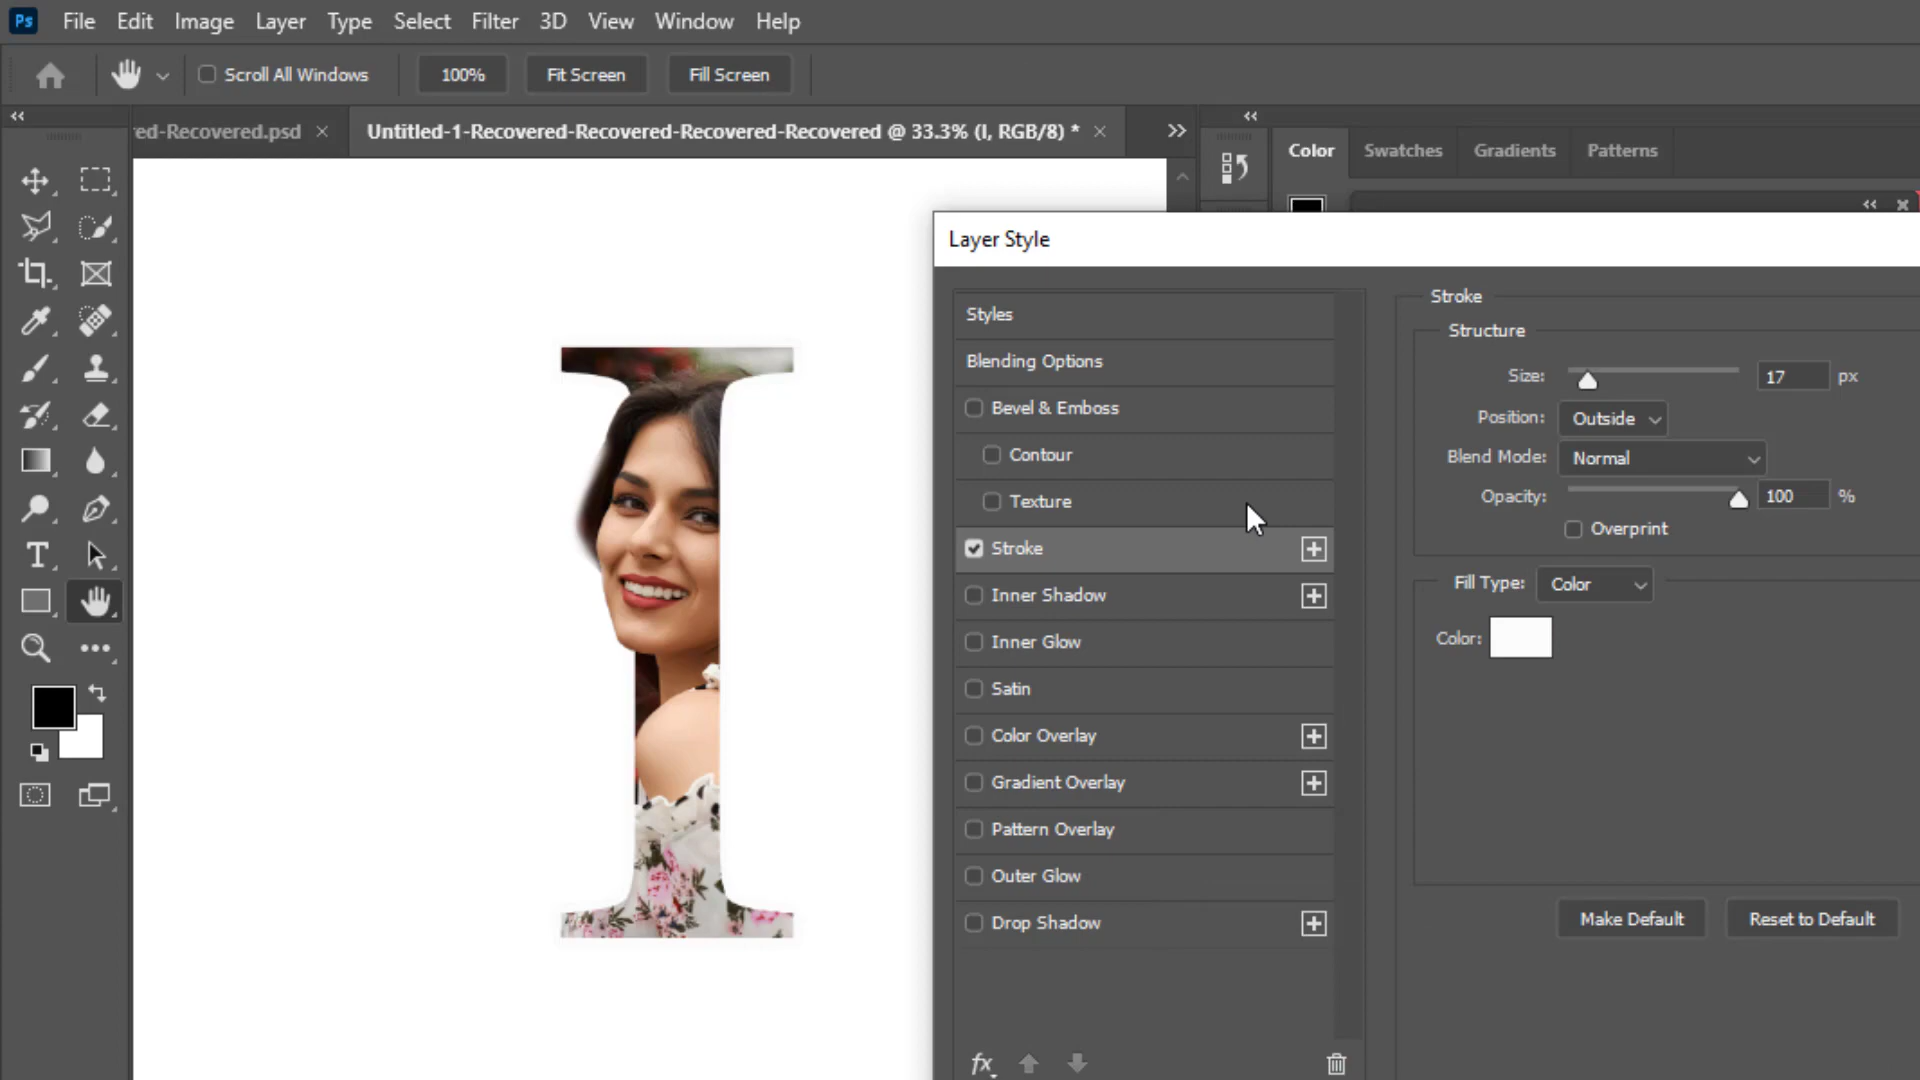 Ps File Edit Image Layer Type Select Filter 3D View Window Help
Scroll All Windows 100% Fit Screen Fill Screen
ed-Recovered.psd × Untitled-1-Recovered-Recovered-Recovered-Recovered @ 33.3% (I, RGB/8) * ×
Color Swatches Gradients Patterns
Layer Style
Styles
Blending Options
Bevel & Emboss
Contour
Texture
Stroke
Inner Shadow
Inner Glow
Satin
Color Overlay
Gradient Overlay
Pattern Overlay
Outer Glow
Drop Shadow
fx
Stroke
Structure
Size: 17 px
Position: Outside
Blend Mode: Normal
Opacity: 100 %
Overprint
Fill Type: Color
Color:
Make Default Reset to Default
T
I